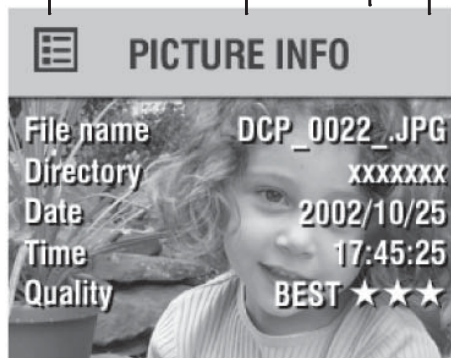 PICTURE INFO
File name DCP_0022_.JPG
Directory xxxxxxx
Date 2002/10/25
Time 17:45:25
Quality BEST ★★★